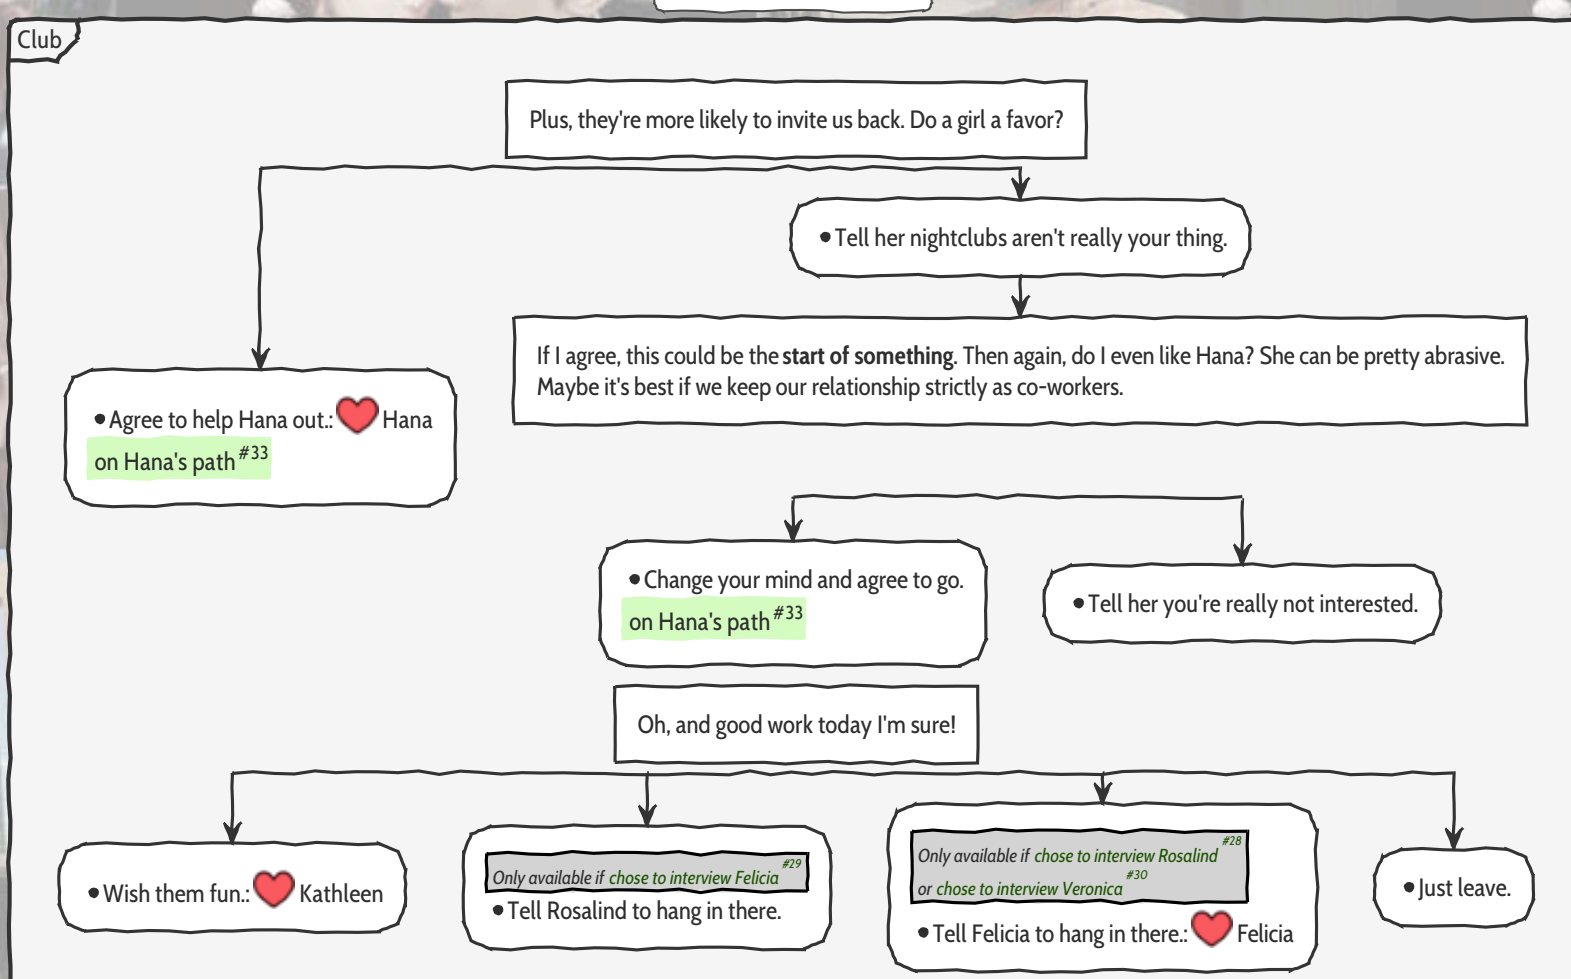 Club
Plus, they're more likely to invite us back. Do a girl a favor?
•Tell her nightclubs aren't really your thing.
If I agree, this could be the start of something. Then again, do I even like Hana? She can be pretty abrasive.
Maybe it's best if we keep our relationship strictly as co-workers.
•Agree to help Hana out.: Hana
on Hana's path #33
•Change your mind and agree to go.
on Hana's path #33
•Tell her you're really not interested.
Oh, and good work today I'm sure!
•Wish them fun.: Kathleen
Only available if chose to interview Felicia #29
•Tell Rosalind to hang in there.
Only available if chose to interview Rosalind #28
or chose to interview Veronica #30
•Tell Felicia to hang in there.: Felicia
•Just leave.